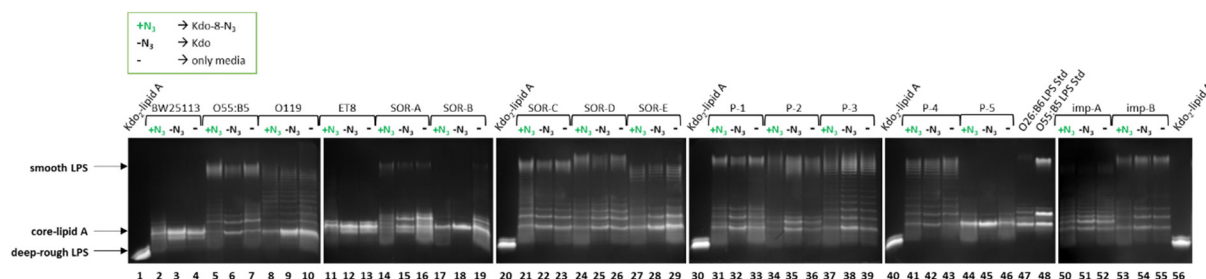 +N₃ → Kdo-8-N₃
-N₃ → Kdo
- → only media
Kdo₂-lipid A BW25113 O55:B5 O119 ET8 SOR-A SOR-B Kdo₂-lipid A SOR-C SOR-D SOR-E Kdo₂-lipid A P-1 P-2 P-3 Kdo₂-lipid A P-4 P-5 O26:B6 LPS Std O55:B5 LPS Std imp-A imp-B Kdo₂-lipid A
+N₃ -N₃ - +N₃ -N₃ - +N₃ -N₃ - +N₃ -N₃ - +N₃ -N₃ - +N₃ -N₃ - +N₃ -N₃ - +N₃ -N₃ - +N₃ -N₃ - +N₃ -N₃ - +N₃ -N₃ - +N₃ -N₃ - +N₃ -N₃ - +N₃ -N₃ - +N₃ -N₃ - +N₃ -N₃ -
smooth LPS
core-lipid A
deep-rough LPS
1 2 3 4 5 6 7 8 9 10 11 12 13 14 15 16 17 18 19 20 21 22 23 24 25 26 27 28 29 30 31 32 33 34 35 36 37 38 39 40 41 42 43 44 45 46 47 48 50 51 52 53 54 55 56